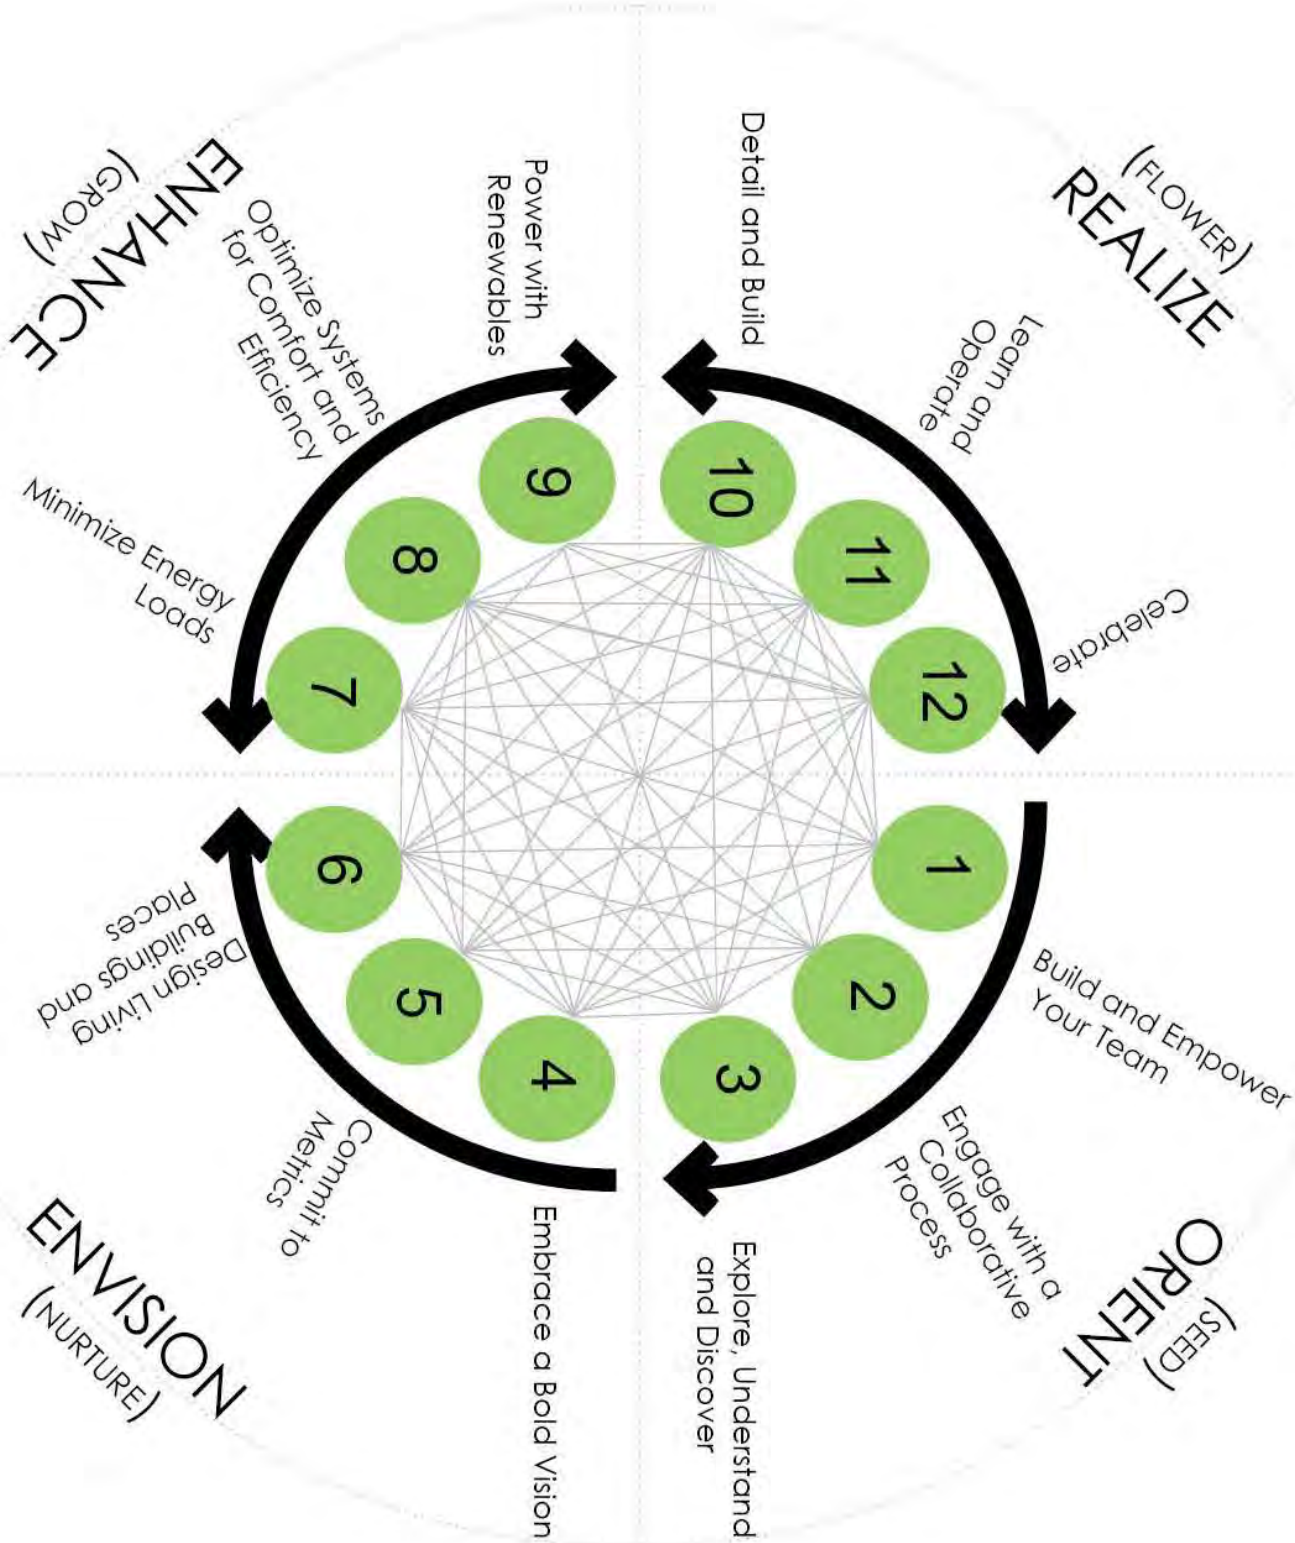 ORIENT
(SEED)
1
Build and Empower
Your Team
2
Engage with a
Collaborative
Process
3
Explore, Understand
and Discover
ENVISION
(NURTURE)
4
Embrace a Bold Vision
5
Commit to
Metrics
6
Design Living
Buildings and
Places
ENHANCE
(GROW)
7
Minimize Energy
Loads
8
Optimize Systems
for Comfort and
Efficiency
9
Power with
Renewables
REALIZE
(FLOWER)
10
Detail and Build
11
Learn and
Operate
12
Celebrate